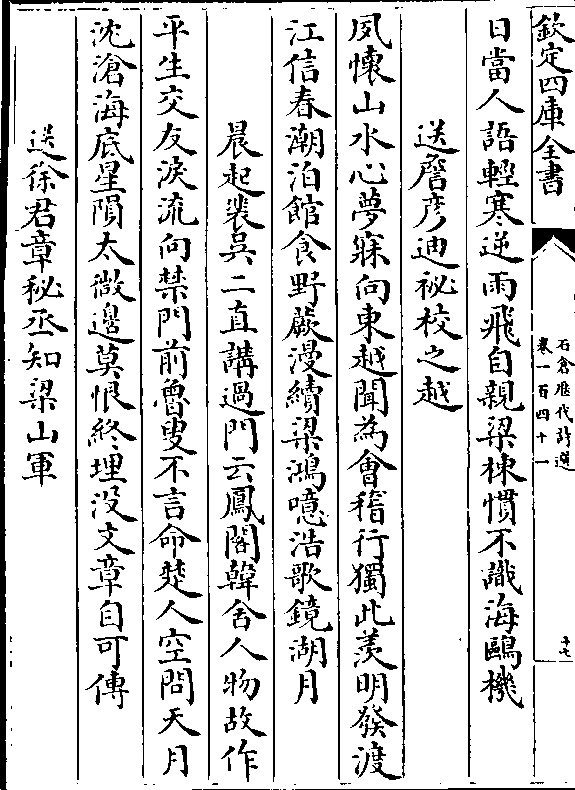 欽定四庫全書
石倉歷代詩選
卷一百四十一
十七
日當人語輕寒逆雨飛自親梁棟慣不識海鷗機
送詹彦迪祕校之越
夙懷山水心夢寐向東越聞為會稽行獨此羡明發渡
江信春潮泊館食野蕨漫續梁鴻噫浩歌鏡湖月
晨起裴吳二直講過門云鳳閣韓舍人物故作
平生交友淚流向禁門前魯叟不言命楚人空問天月
沈滄海底星隕太微邊莫恨終埋没文章自可傳
送徐君章秘丞知梁山軍